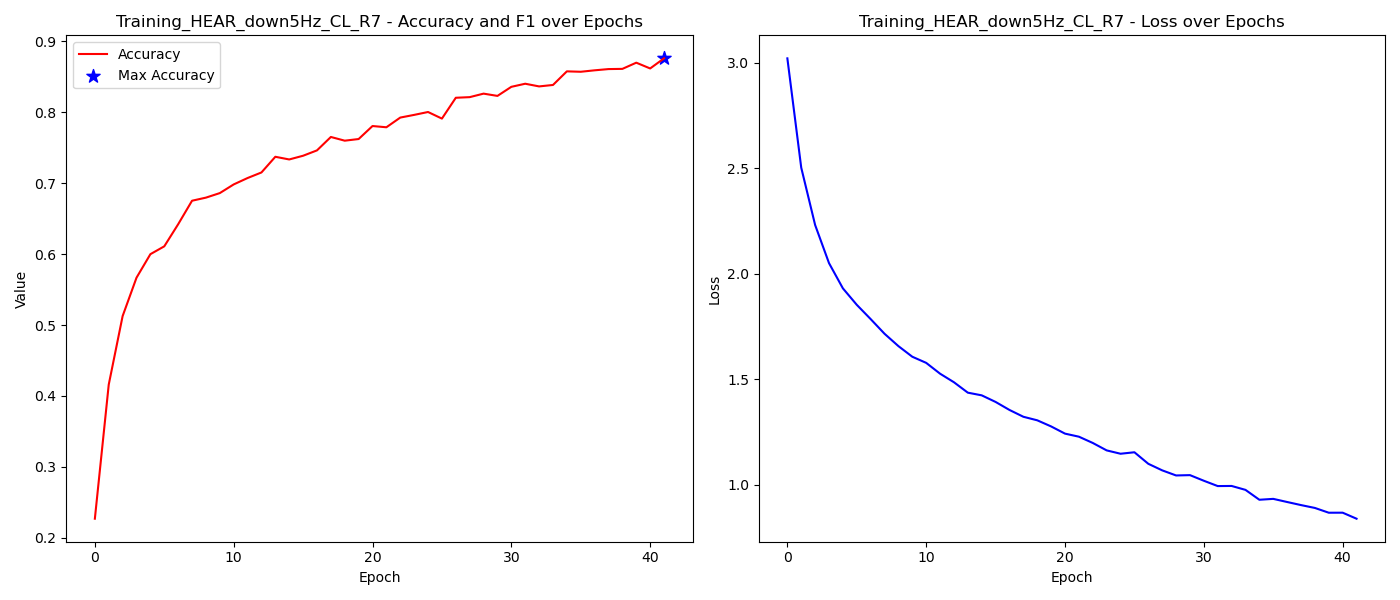 Training_HEAR_down5Hz_CL_R7 - Accuracy and F1 over Epochs
Accuracy
Max Accuracy
0.9
0.8
0.7
0.6
0.5
0.4
0.3
0.2
Value
0 10 20 30 40
Epoch
Training_HEAR_down5Hz_CL_R7 - Loss over Epochs
3.0
2.5
2.0
1.5
1.0
Loss
0 10 20 30 40
Epoch